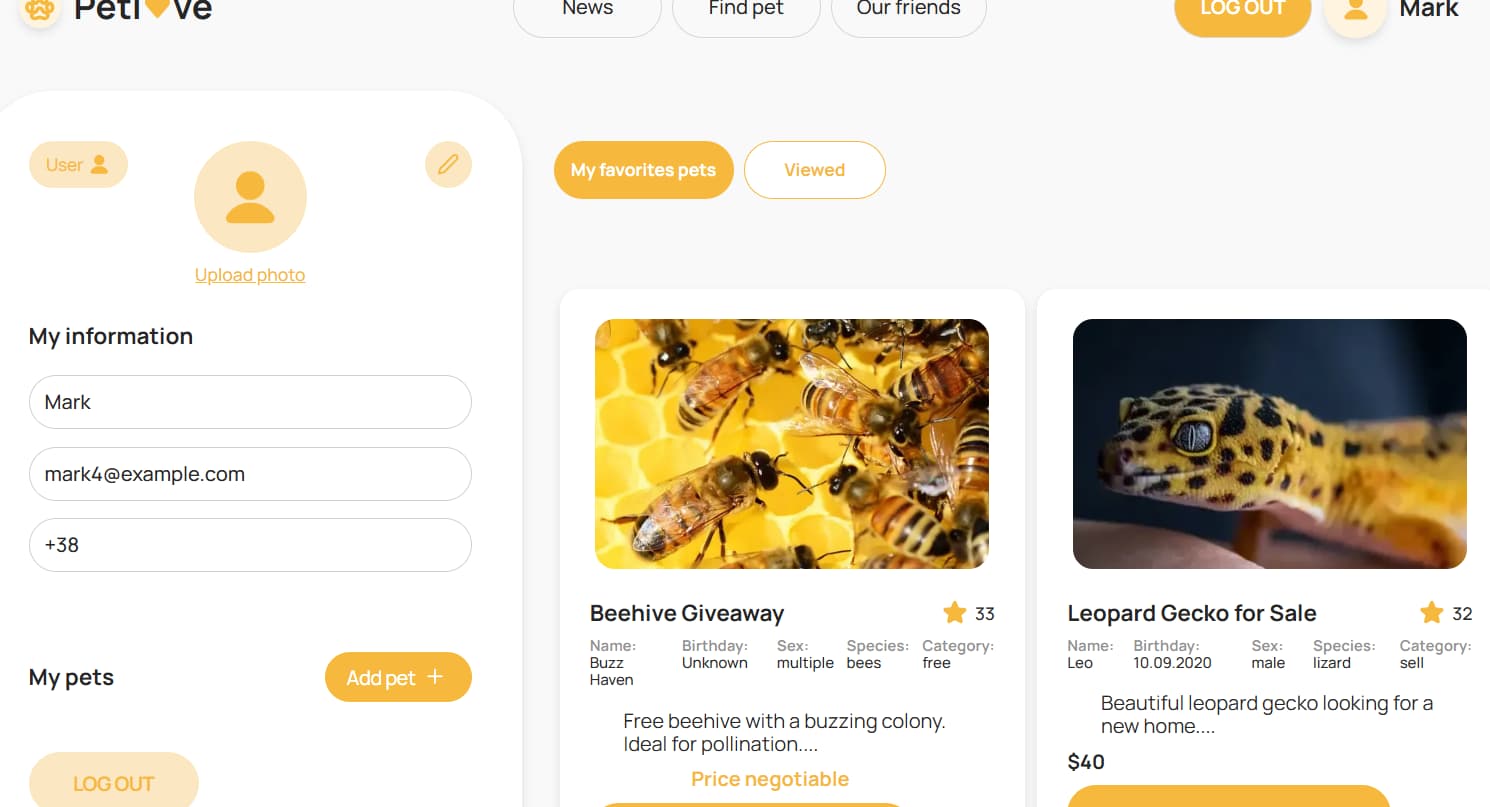 Petl ve
News
Find pet
Our friends
LOG OUT
Mark
User
Upload photo
My information
Mark
mark4@example.com
+38
My pets
Add pet +
LOG OUT
My favorites pets
Viewed
Beehive Giveaway
33
Name: Birthday: Sex: Species: Category:
Buzz Unknown multiple bees free
Haven
Free beehive with a buzzing colony.
Ideal for pollination....
Price negotiable
Leopard Gecko for Sale
32
Name: Birthday: Sex: Species: Category:
Leo 10.09.2020 male lizard sell
Beautiful leopard gecko looking for a
new home....
$40